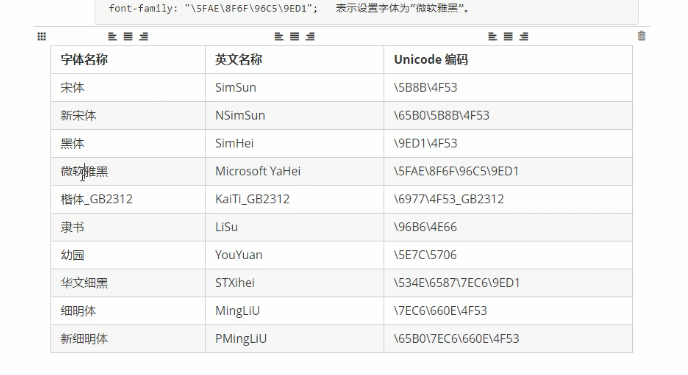 font-family: "\5FAE\8F6F\96C5\9ED1"; 表示设置字体为“微软雅黑”。
字体名称 英文名称 Unicode 编码
宋体 SimSun \5B8B\4F53
新宋体 NSimSun \65B0\5B8B\4F53
黑体 SimHei \9ED1\4F53
微软雅黑 Microsoft YaHei \5FAE\8F6F\96C5\9ED1
楷体_GB2312 KaiTi_GB2312 \6977\4F53_GB2312
隶书 LiSu \96B6\4E66
幼园 YouYuan \5E7C\5706
华文细黑 STXihei \534E\6587\7EC6\9ED1
细明体 MingLiU \7EC6\660E\4F53
新细明体 PMingLiU \65B0\7EC6\660E\4F53